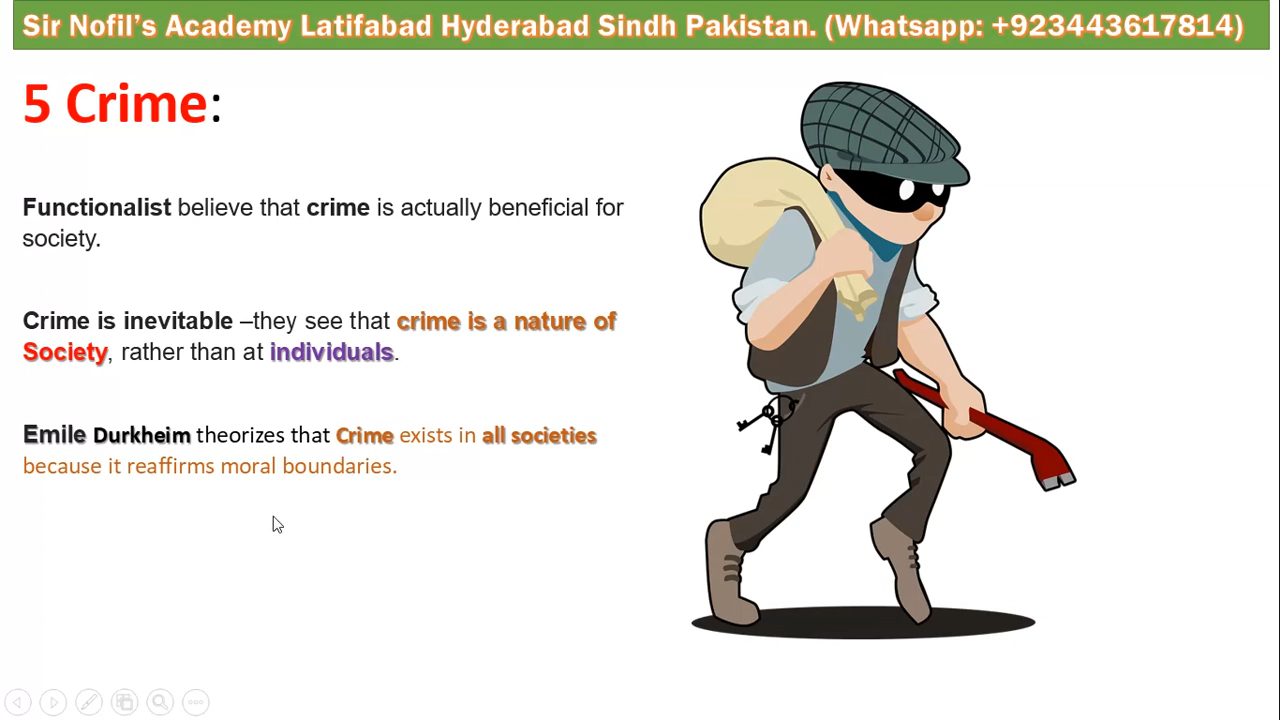 Sir Nofil's Academy Latifabad Hyderabad Sindh Pakistan. (Whatsapp: +923443617814)
5 Crime:
Functionalist believe that crime is actually beneficial for
society.
Crime is inevitable –they see that crime is a nature of
Society, rather than at individuals.
Emile Durkheim theorizes that Crime exists in all societies
because it reaffirms moral boundaries.